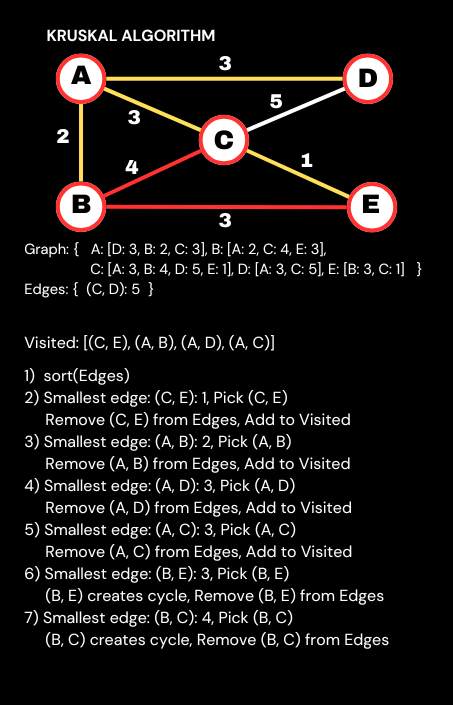 KRUSKAL ALGORITHM
3
A
D
5
3
2
C
4
1
B
E
3
Graph: { A: [D: 3, B: 2, C: 3], B: [A: 2, C: 4, E: 3],
C: [A: 3, B: 4, D: 5, E: 1], D: [A: 3, C: 5], E: [B: 3, C: 1] }
Edges: { (C, D): 5 }
Visited: [(C, E), (A, B), (A, D), (A, C)]
1) sort(Edges)
2) Smallest edge: (C, E): 1, Pick (C, E)
Remove (C, E) from Edges, Add to Visited
3) Smallest edge: (A, B): 2, Pick (A, B)
Remove (A, B) from Edges, Add to Visited
4) Smallest edge: (A, D): 3, Pick (A, D)
Remove (A, D) from Edges, Add to Visited
5) Smallest edge: (A, C): 3, Pick (A, C)
Remove (A, C) from Edges, Add to Visited
6) Smallest edge: (B, E): 3, Pick (B, E)
(B, E) creates cycle, Remove (B, E) from Edges
7) Smallest edge: (B, C): 4, Pick (B, C)
(B, C) creates cycle, Remove (B, C) from Edges